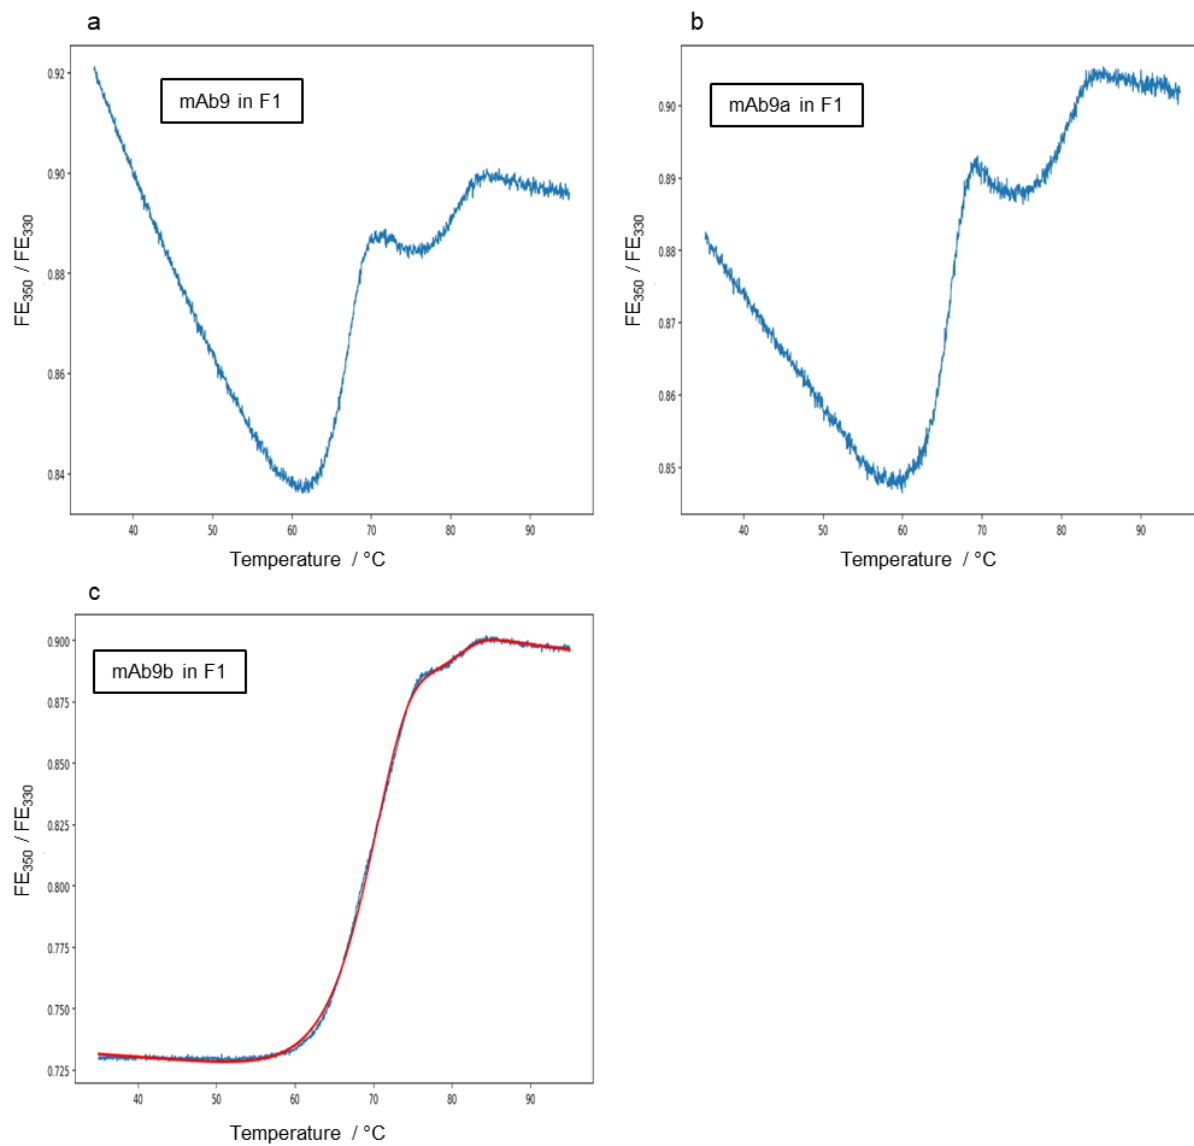 a
mAb9 in F1
0.92
0.90
0.88
0.86
0.84
FE350 / FE330
40 50 60 70 80 90
Temperature / °C
b
mAb9a in F1
0.90
0.89
0.88
0.87
0.86
0.85
FE350 / FE330
40 50 60 70 80 90
Temperature / °C
c
mAb9b in F1
0.900
0.875
0.850
0.825
0.800
0.775
0.750
0.725
FE350 / FE330
40 50 60 70 80 90
Temperature / °C